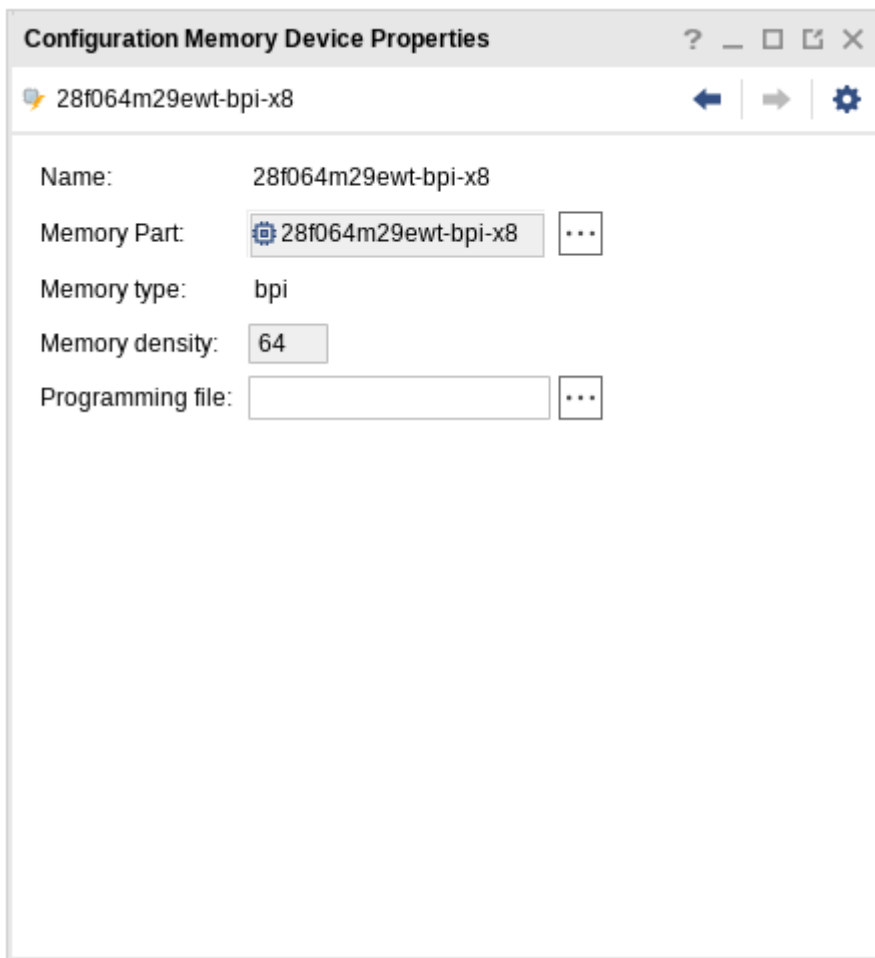 Configuration Memory Device Properties ?
28f064m29ewt-bpi-x8
Name: 28f064m29ewt-bpi-x8
Memory Part: 28f064m29ewt-bpi-x8 ...
Memory type: bpi
Memory density: 64
Programming file: ...